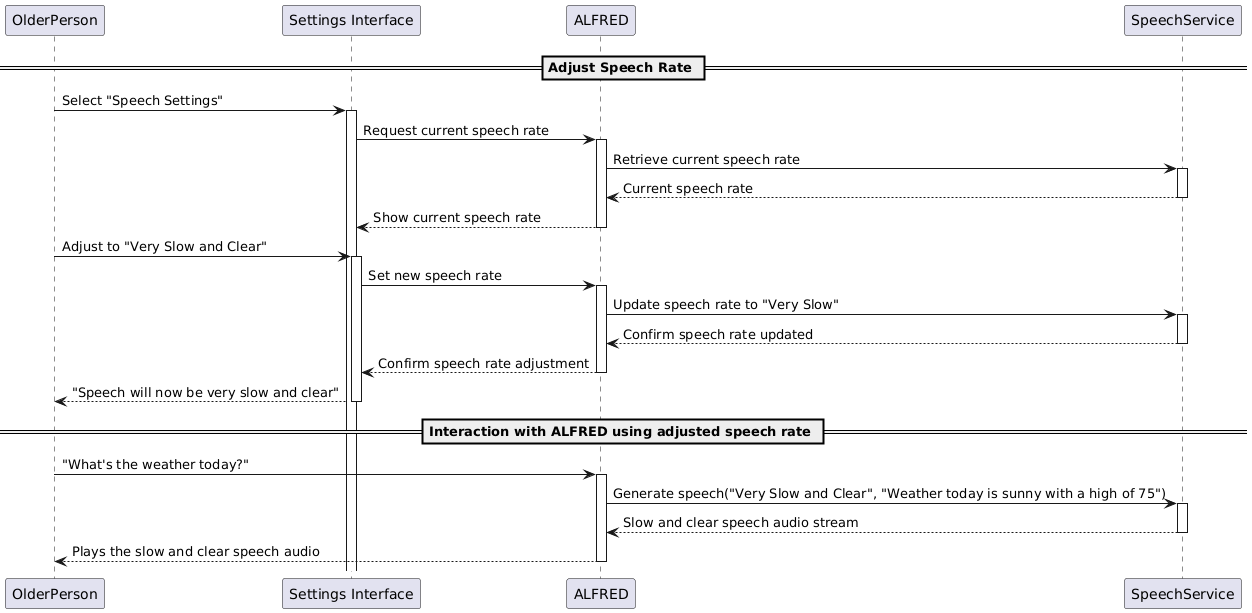 OlderPerson Settings Interface ALFRED SpeechService
Adjust Speech Rate
Select "Speech Settings"
Request current speech rate
Retrieve current speech rate
Current speech rate
Show current speech rate
Adjust to "Very Slow and Clear"
Set new speech rate
Update speech rate to "Very Slow"
Confirm speech rate updated
Confirm speech rate adjustment
"Speech will now be very slow and clear"
Interaction with ALFRED using adjusted speech rate
"What's the weather today?"
Generate speech("Very Slow and Clear", "Weather today is sunny with a high of 75")
Slow and clear speech audio stream
Plays the slow and clear speech audio
OlderPerson Settings Interface ALFRED SpeechService